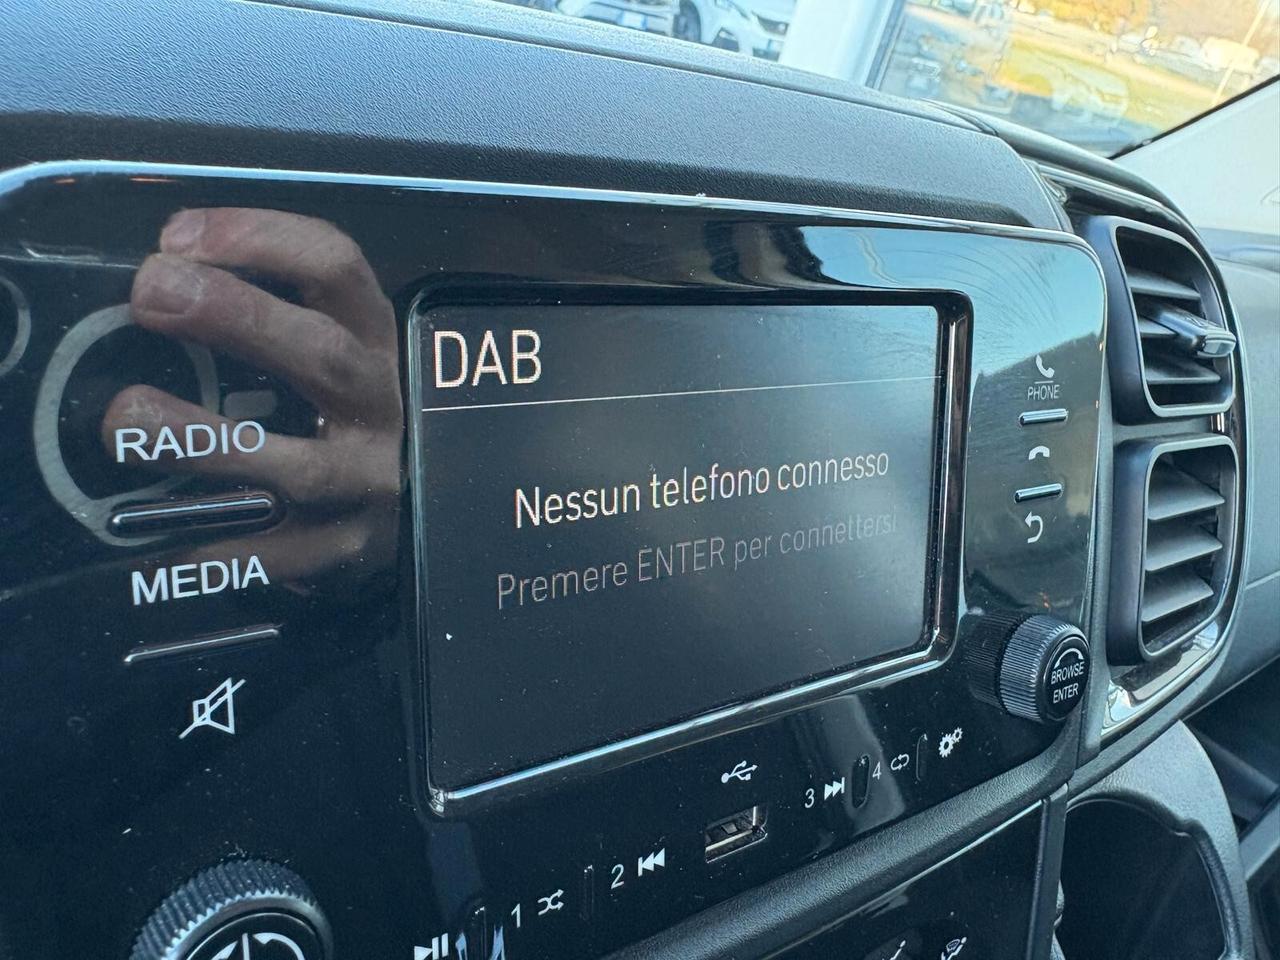 DAB
Nessun telefono connesso
Premere ENTER per connettersi
RADIO
MEDIA
PHONE
BROWSE
ENTER
1
2
3
4